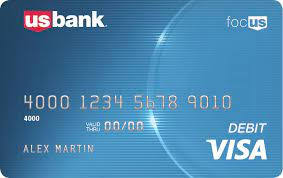 usbank focus
4000 1234 5678 9010
4000
VALID THRU 00/00
DEBIT
ALEX MARTIN VISA